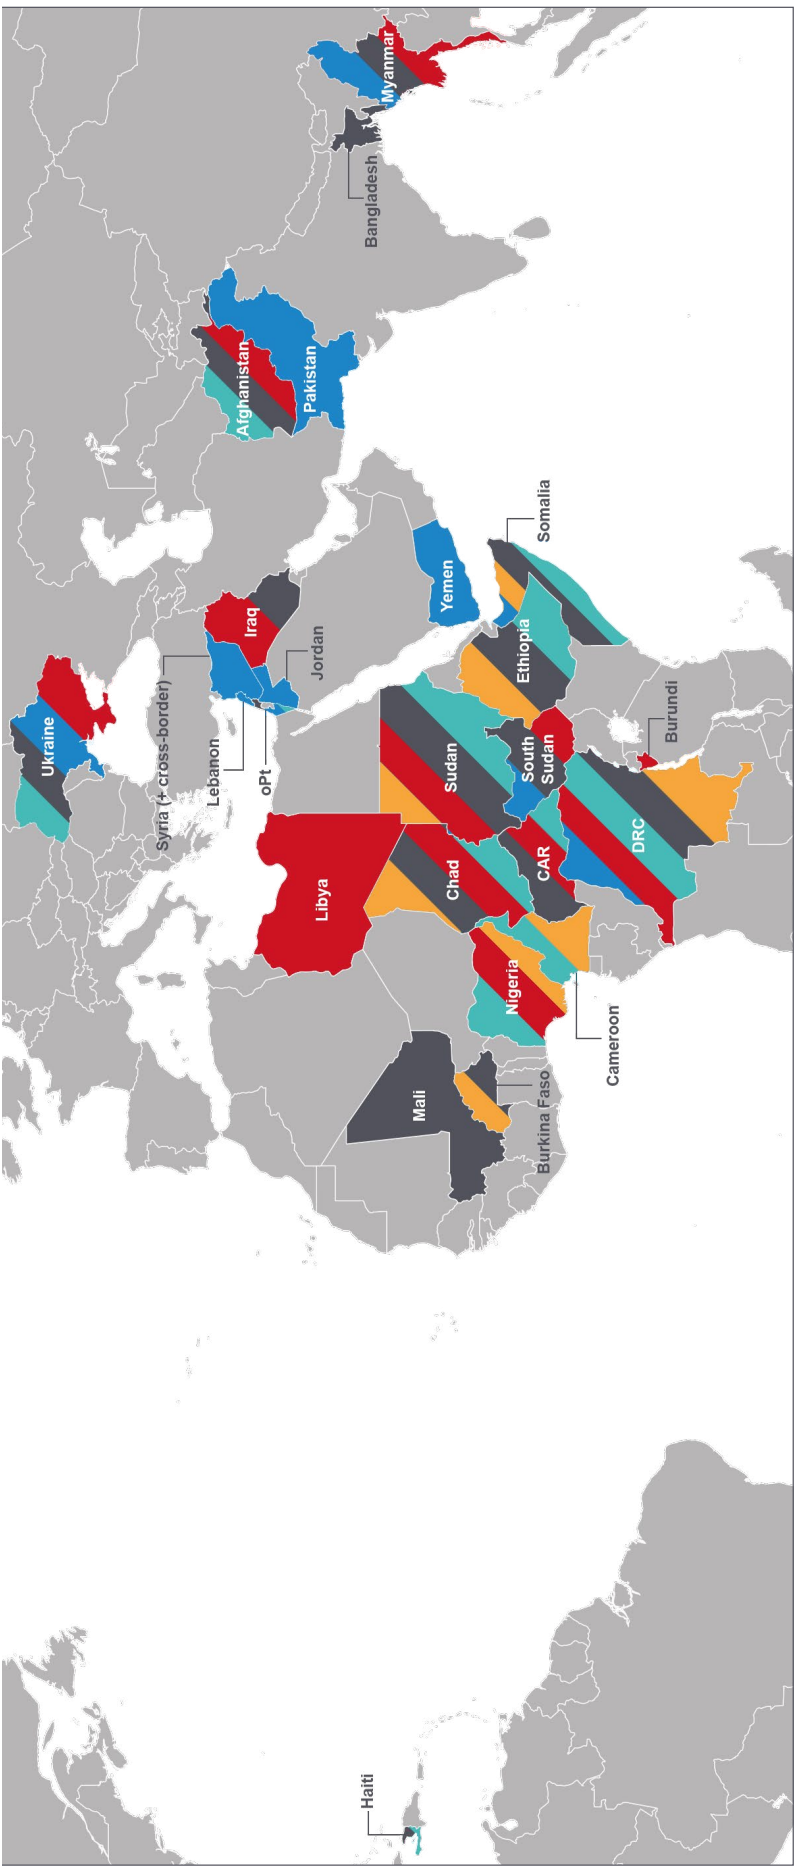 Ukraine
Syria (+ cross-border)
Lebanon
oPt
Iraq
Jordan
Afghanistan
Pakistan
Myanmar
Bangladesh
Libya
Yemen
Mali
Chad
Sudan
Nigeria
CAR
South
Sudan
Ethiopia
Somalia
Burkina Faso
Cameroon
DRC
Burundi
Haiti